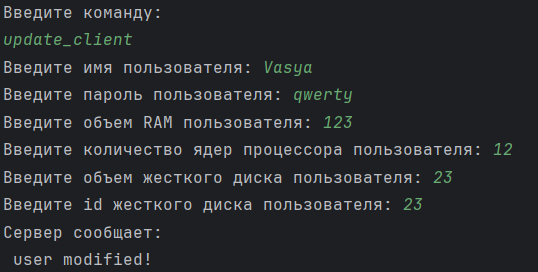 Введите команду:
update_client
Введите имя пользователя: Vasya
Введите пароль пользователя: qwerty
Введите объем RAM пользователя: 123
Введите количество ядер процессора пользователя: 12
Введите объем жесткого диска пользователя: 23
Введите id жесткого диска пользователя: 23
Сервер сообщает:
user modified!